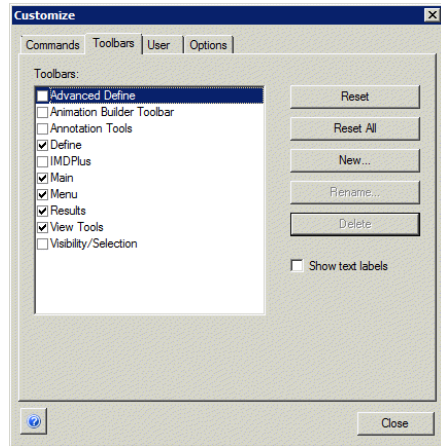 Customize
Commands Toolbars User Options
Toolbars:
Advanced Define
Animation Builder Toolbar
Annotation Tools
Define
IMDPlus
Main
Menu
Results
View Tools
Visibility/Selection
Reset
Reset All
New...
Rename...
Delete
Show text labels
Close